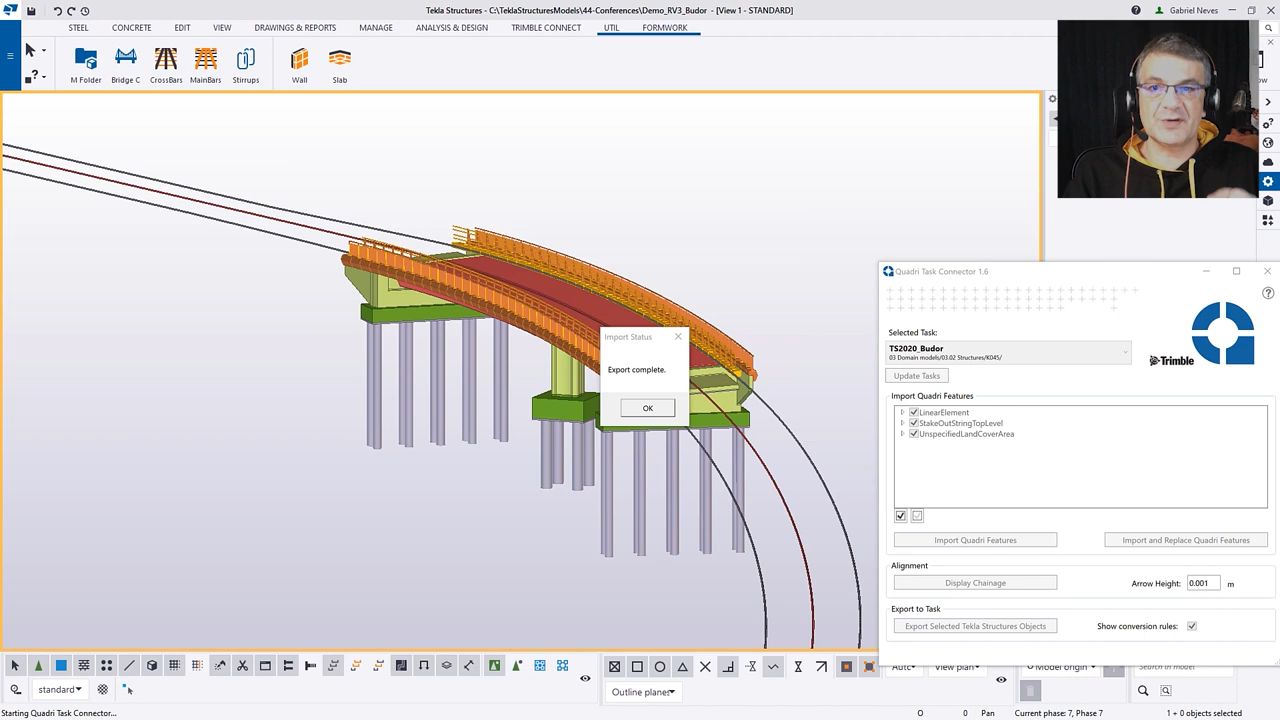 Tekla Structures - C:\TeklaStructuresModels\44-Conferences\Demo_RV3_Budor - [View 1 - STANDARD]
Gabriel Neves
STEEL CONCRETE EDIT DRAWINGS & REPORTS MANAGE ANALYSIS & DESIGN TRIMBLE CONNECT UTIL FORMWORK
M Folder Bridge C CrossBars MainBars Stirrups Wall Slab
Quadri Task Connector 1.6
Selected Task:
TS2020_Budor
03 Domain models/03.02 Structures/K045/
Trimble
Update Tasks
Import Quadri Features
LinearElement
StakeOutStringTopLevel
UnspecifiedLandCoverArea
Import Quadri Features Import and Replace Quadri Features
Alignment
Display Chainage Arrow Height: 0.001 m
Export to Task
Export Selected Tekla Structures Objects Show conversion rules:
Import Status
Export complete.
OK
Auto View plan Model origin Search in model
standard Outline planes
Starting Quadri Task Connector... O 0 Pan Current phase: 7, Phase 7 1 + 0 objects selected